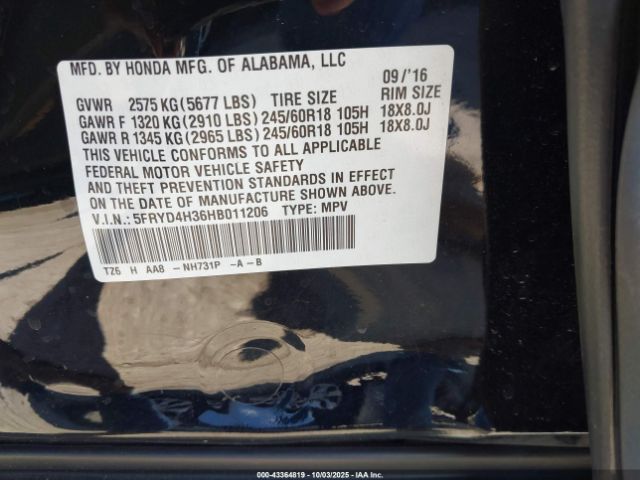 MFD. BY HONDA MFG. OF ALABAMA, LLC 09/'16
GVWR 2575 KG (5677 LBS) TIRE SIZE RIM SIZE
GAWR F 1320 KG (2910 LBS) 245/60R18 105H 18X8.0J
GAWR R 1345 KG (2965 LBS) 245/60R18 105H 18X8.0J
THIS VEHICLE CONFORMS TO ALL APPLICABLE
FEDERAL MOTOR VEHICLE SAFETY
AND THEFT PREVENTION STANDARDS IN EFFECT
ON THE DATE OF MANUFACTURE SHOWN ABOVE.
V.I.N.: 5FRYD4H36HB011206 TYPE: MPV
TZ6 H AA8 -NH731P -A-B
000-43364819 | 10/03/2025 | IAA Inc.